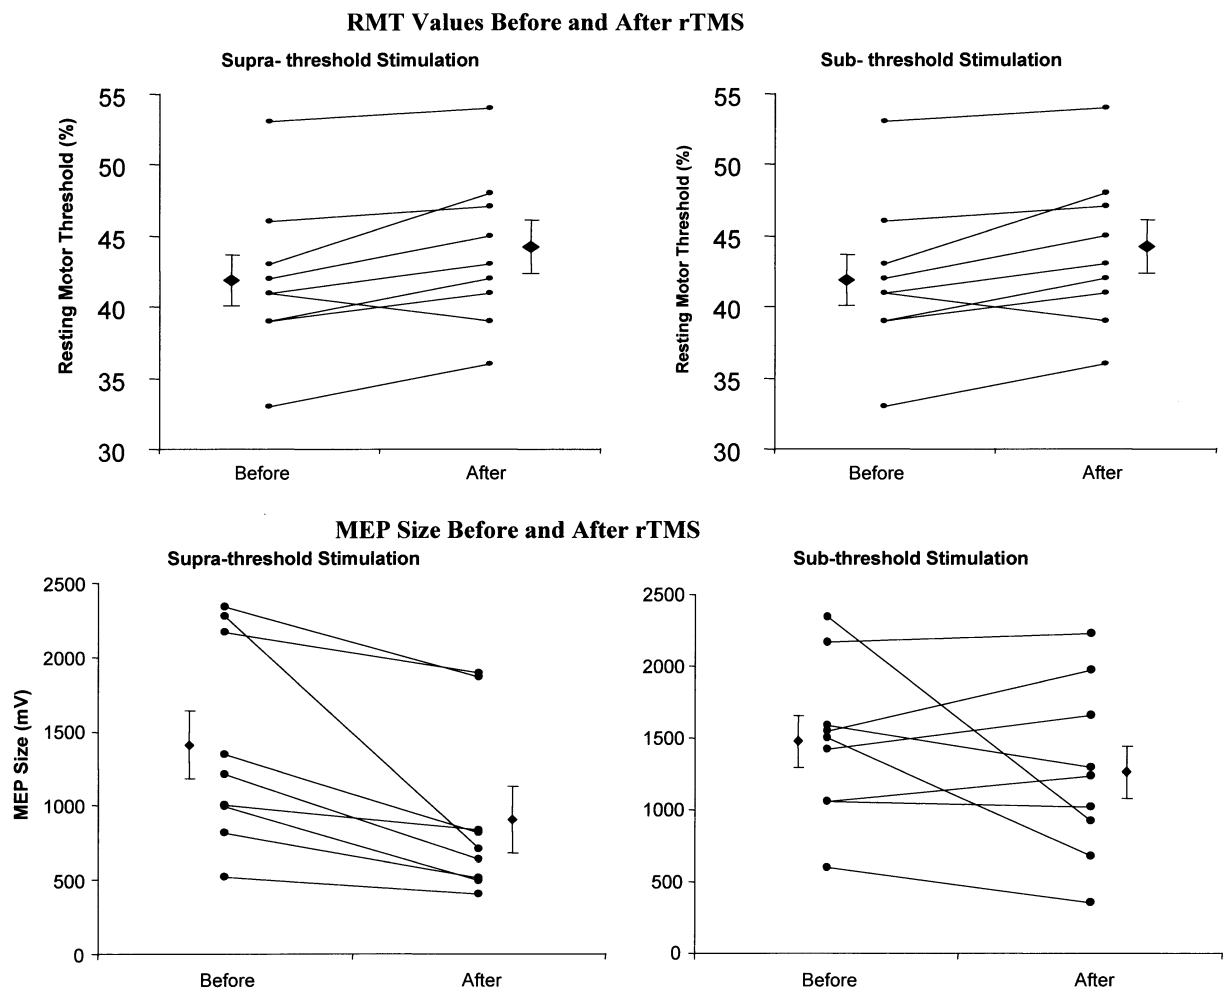 RMT Values Before and After rTMS
Supra- threshold Stimulation
Sub- threshold Stimulation
Resting Motor Threshold (%)
55
50
45
40
35
30
Before
After
Resting Motor Threshold (%)
55
50
45
40
35
30
Before
After
MEP Size Before and After rTMS
Supra-threshold Stimulation
Sub-threshold Stimulation
MEP Size (mV)
2500
2000
1500
1000
500
0
Before
After
2500
2000
1500
1000
500
0
Before
After